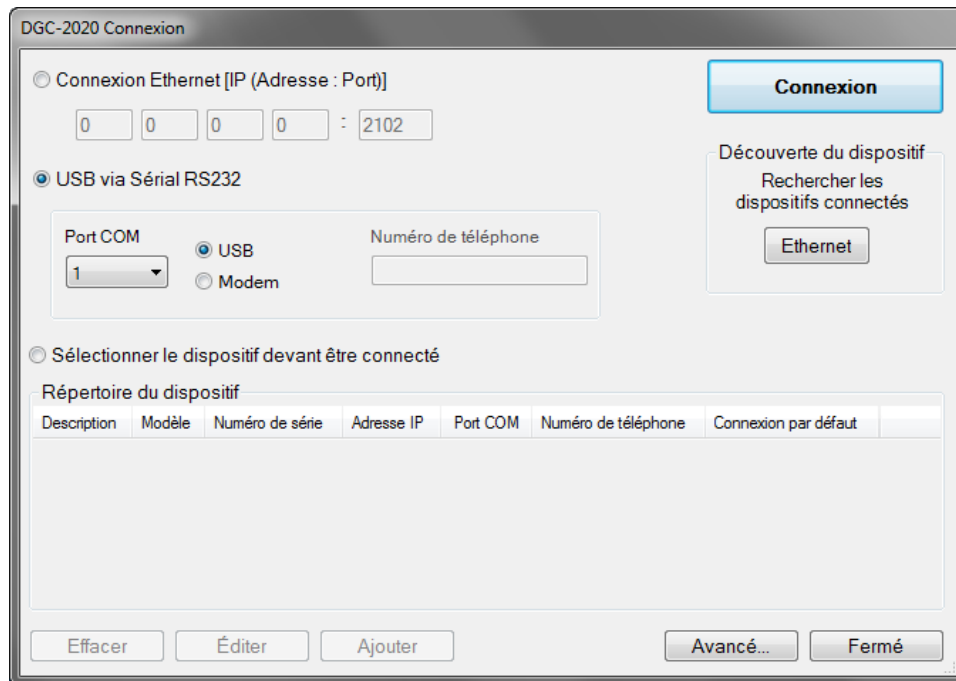 DGC-2020 Connexion
Connexion Ethernet [IP (Adresse : Port)]
0 0 0 0 : 2102
Connexion
Découverte du dispositif
Rechercher les
dispositifs connectés
Ethernet
USB via Sérial RS232
Port COM
1
USB
Modem
Numéro de téléphone
Sélectionner le dispositif devant être connecté
Répertoire du dispositif
Description Modèle Numéro de série Adresse IP Port COM Numéro de téléphone Connexion par défaut
Effacer Éditer Ajouter Avancé... Fermé